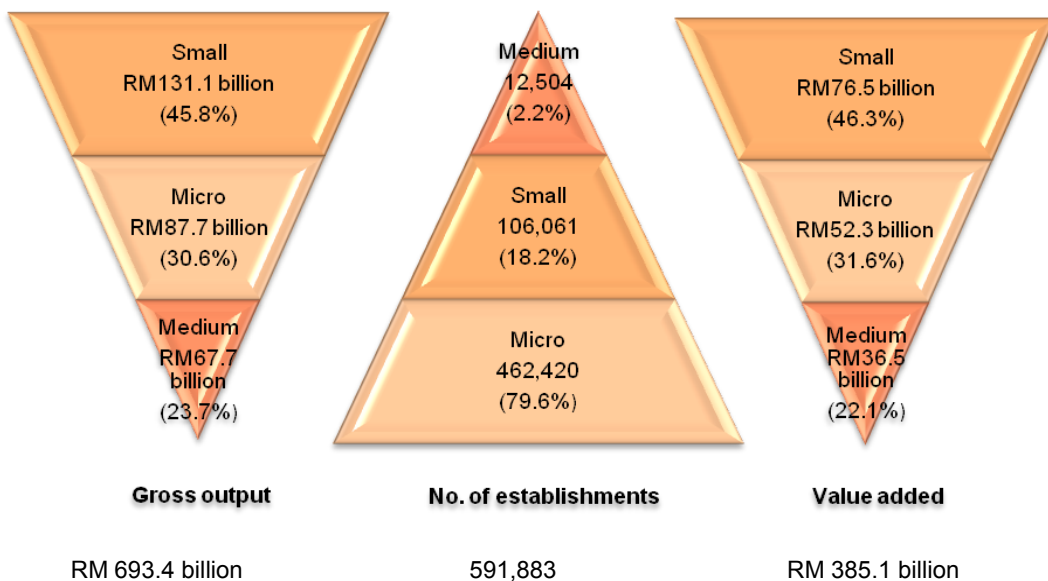 Small
RM131.1 billion
(45.8%)
Micro
RM87.7 billion
(30.6%)
Medium
RM67.7
billion
(23.7%)
Gross output
RM 693.4 billion
Medium
12,504
(2.2%)
Small
106,061
(18.2%)
Micro
462,420
(79.6%)
No. of establishments
591,883
Small
RM76.5 billion
(46.3%)
Micro
RM52.3 billion
(31.6%)
Medium
RM36.5
billion
(22.1%)
Value added
RM 385.1 billion